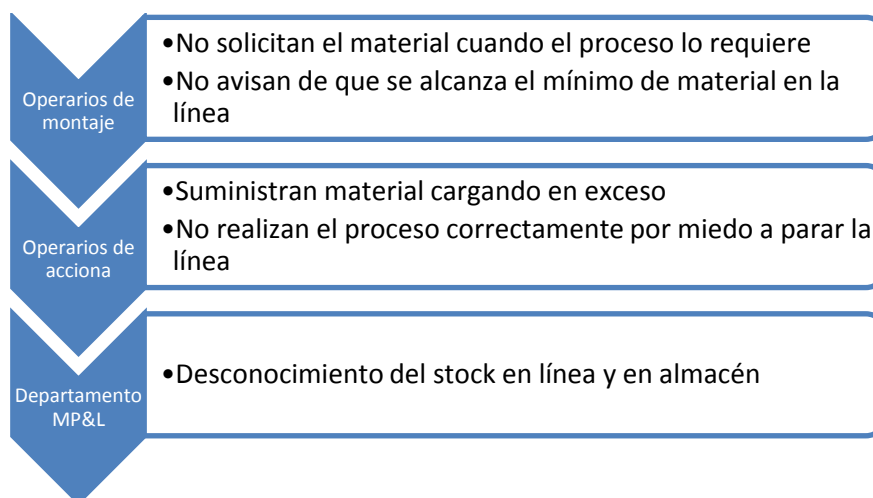 Operarios de
montaje
•No solicitan el material cuando el proceso lo requiere
•No avisan de que se alcanza el mínimo de material en la
línea
Operarios de
acciona
•Suministran material cargando en exceso
•No realizan el proceso correctamente por miedo a parar la
línea
Departamento
MP&L
•Desconocimiento del stock en línea y en almacén